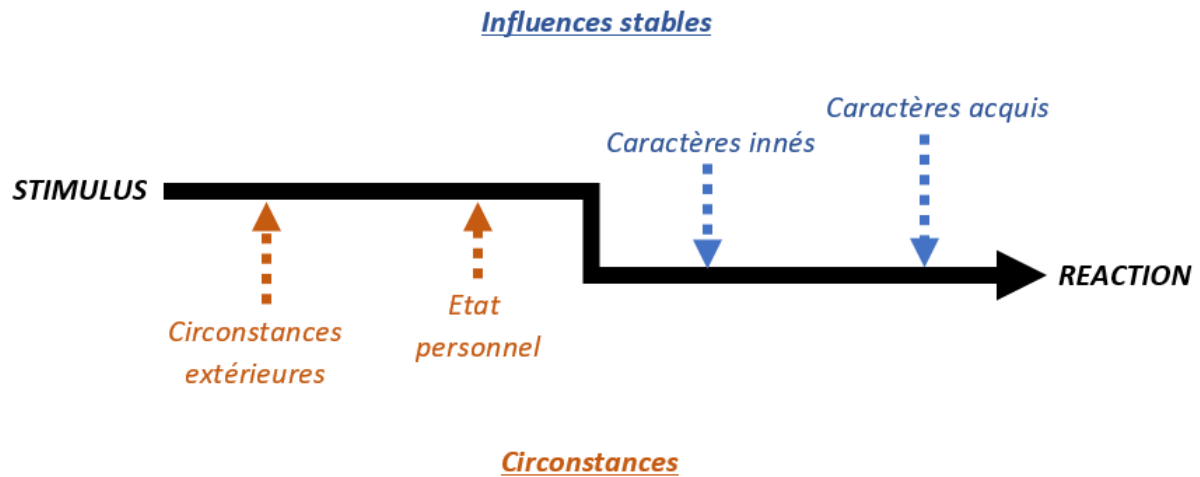 Influences stables
Caractères acquis
Caractères innés
STIMULUS
REACTION
Etat
personnel
Circonstances
extérieures
Circonstances